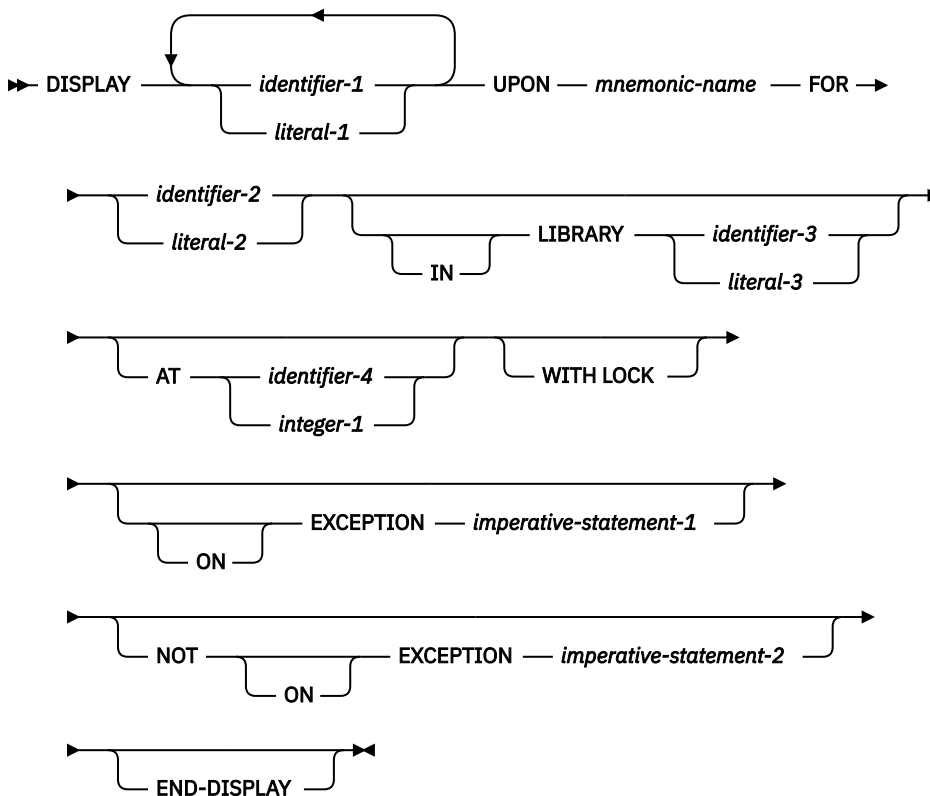 DISPLAY identifier-1 UPON mnemonic-name FOR
literal-1
identifier-2
literal-2 LIBRARY identifier-3
IN literal-3
AT identifier-4 WITH LOCK
integer-1
EXCEPTION imperative-statement-1
ON
NOT EXCEPTION imperative-statement-2
ON
END-DISPLAY